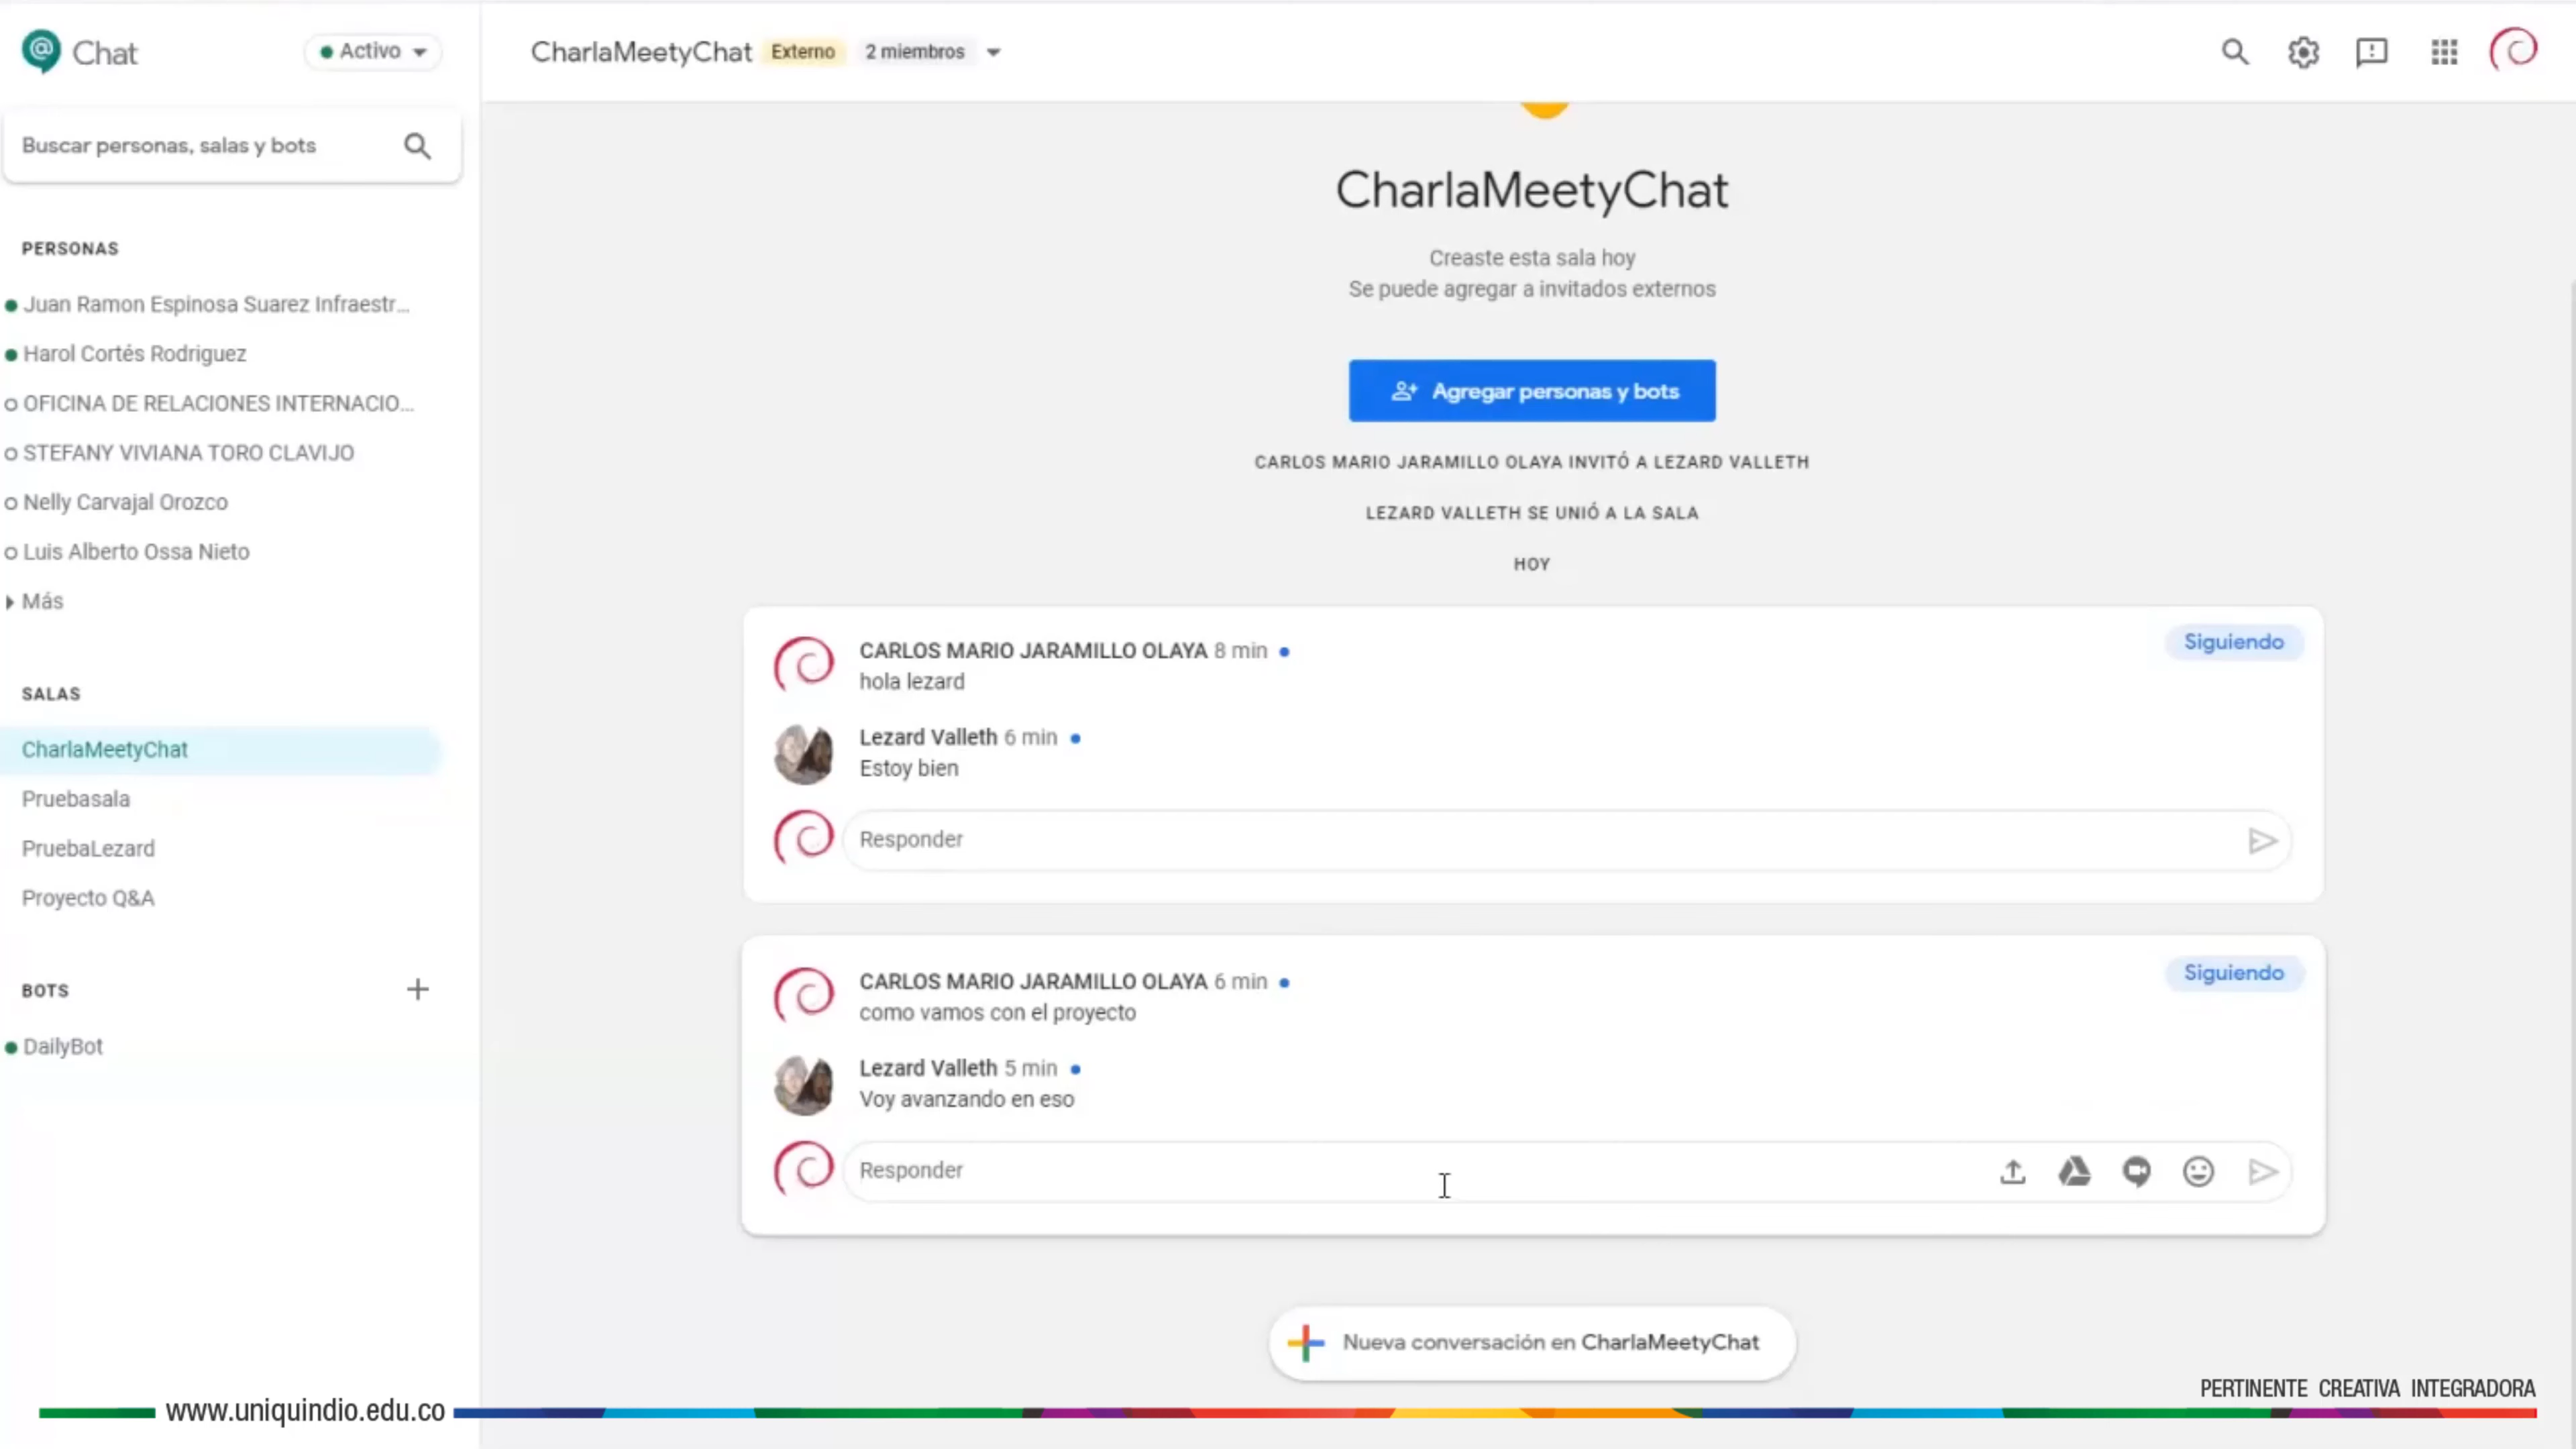 Chat
Activo
Buscar personas, salas y bots
PERSONAS
Juan Ramon Espinosa Suarez Infraestr...
Harol Cortés Rodriguez
OFICINA DE RELACIONES INTERNACIO...
STEFANY VIVIANA TORO CLAVIJO
Nelly Carvajal Orozco
Luis Alberto Ossa Nieto
Más
SALAS
CharlaMeetyChat
Pruebasala
PruebaLezard
Proyecto Q&A
BOTS
DailyBot
CharlaMeetyChat Externo 2 miembros
CharlaMeetyChat
Creaste esta sala hoy
Se puede agregar a invitados externos
Agregar personas y bots
CARLOS MARIO JARAMILLO OLAYA INVITÓ A LEZARD VALLETH
LEZARD VALLETH SE UNIÓ A LA SALA
HOY
CARLOS MARIO JARAMILLO OLAYA 8 min
Siguiendo
hola lezard
Lezard Valleth 6 min
Estoy bien
Responder
CARLOS MARIO JARAMILLO OLAYA 6 min
Siguiendo
como vamos con el proyecto
Lezard Valleth 5 min
Voy avanzando en eso
Responder
Nueva conversación en CharlaMeetyChat
PERTINENTE CREATIVA INTEGRADORA
www.uniquindio.edu.co